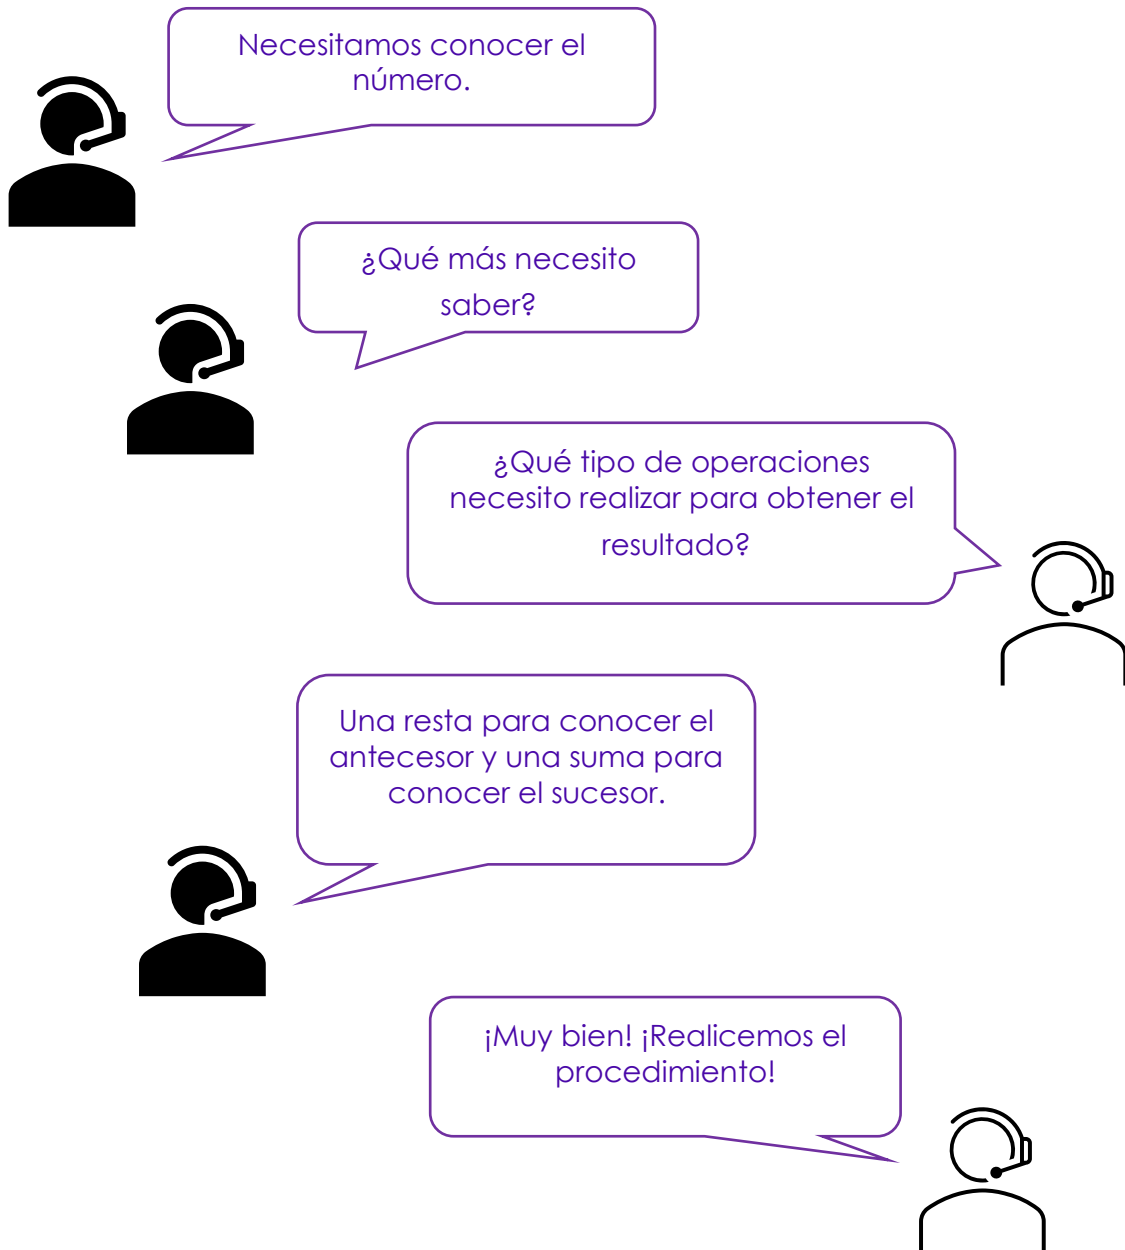 Necesitamos conocer el
número.
¿Qué más necesito
saber?
¿Qué tipo de operaciones
necesito realizar para obtener el
resultado?
Una resta para conocer el
antecesor y una suma para
conocer el sucesor.
¡Muy bien! ¡Realicemos el
procedimiento!